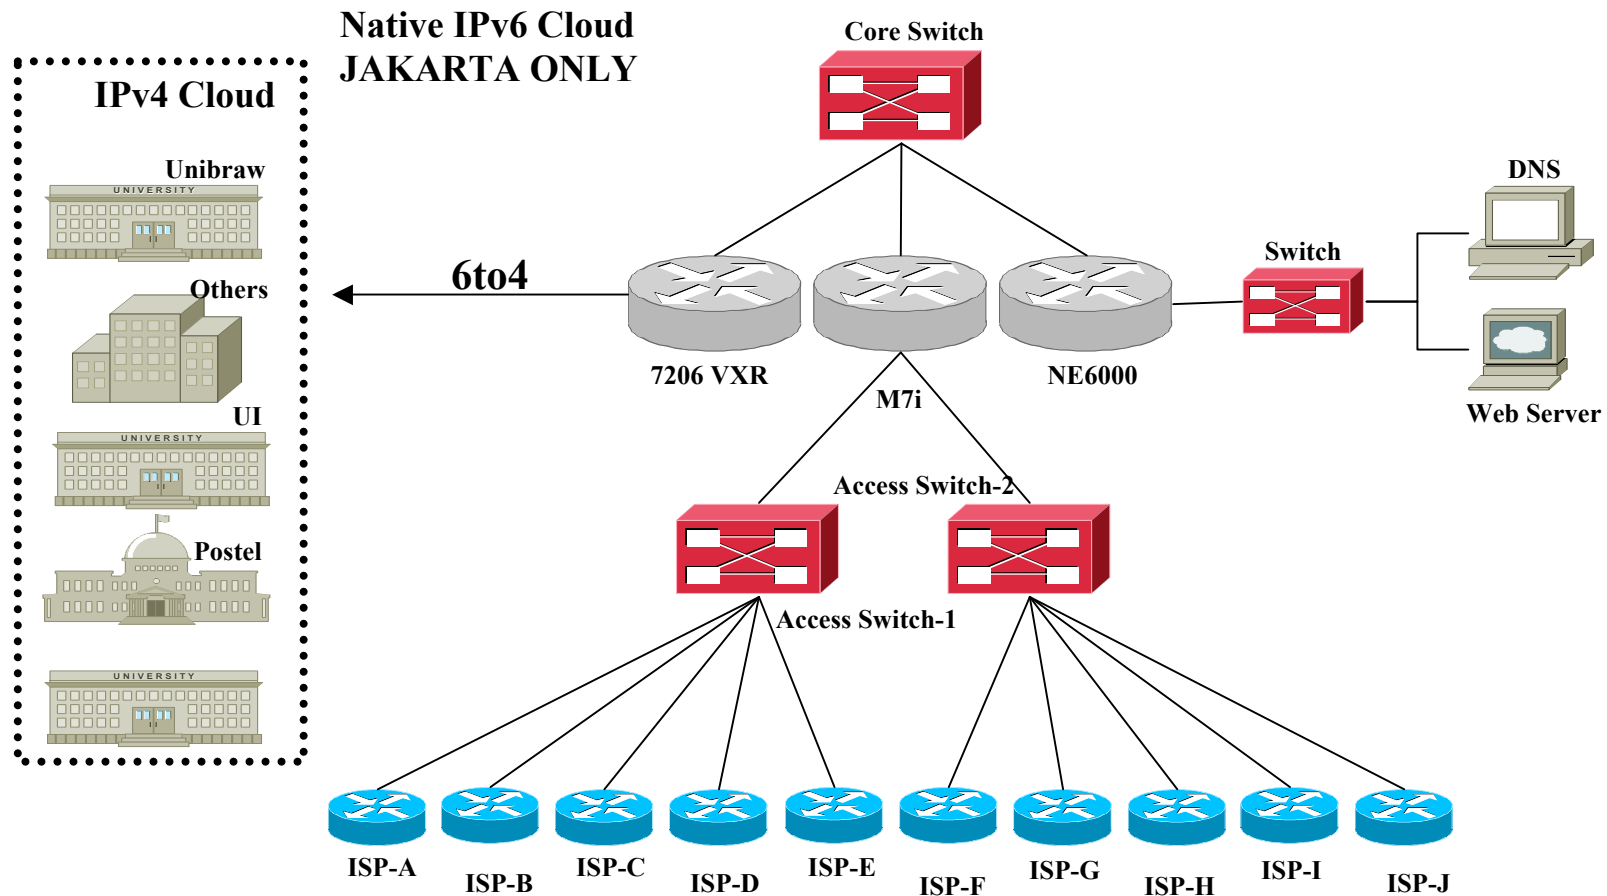 Native IPv6 Cloud
JAKARTA ONLY
Core Switch
IPv4 Cloud
Unibraw
UNIVERSITY
Others
UI
UNIVERSITY
Postel
UNIVERSITY
6to4
7206 VXR
M7i
NE6000
Switch
DNS
Web Server
Access Switch-2
Access Switch-1
ISP-A
ISP-B
ISP-C
ISP-D
ISP-E
ISP-F
ISP-G
ISP-H
ISP-I
ISP-J